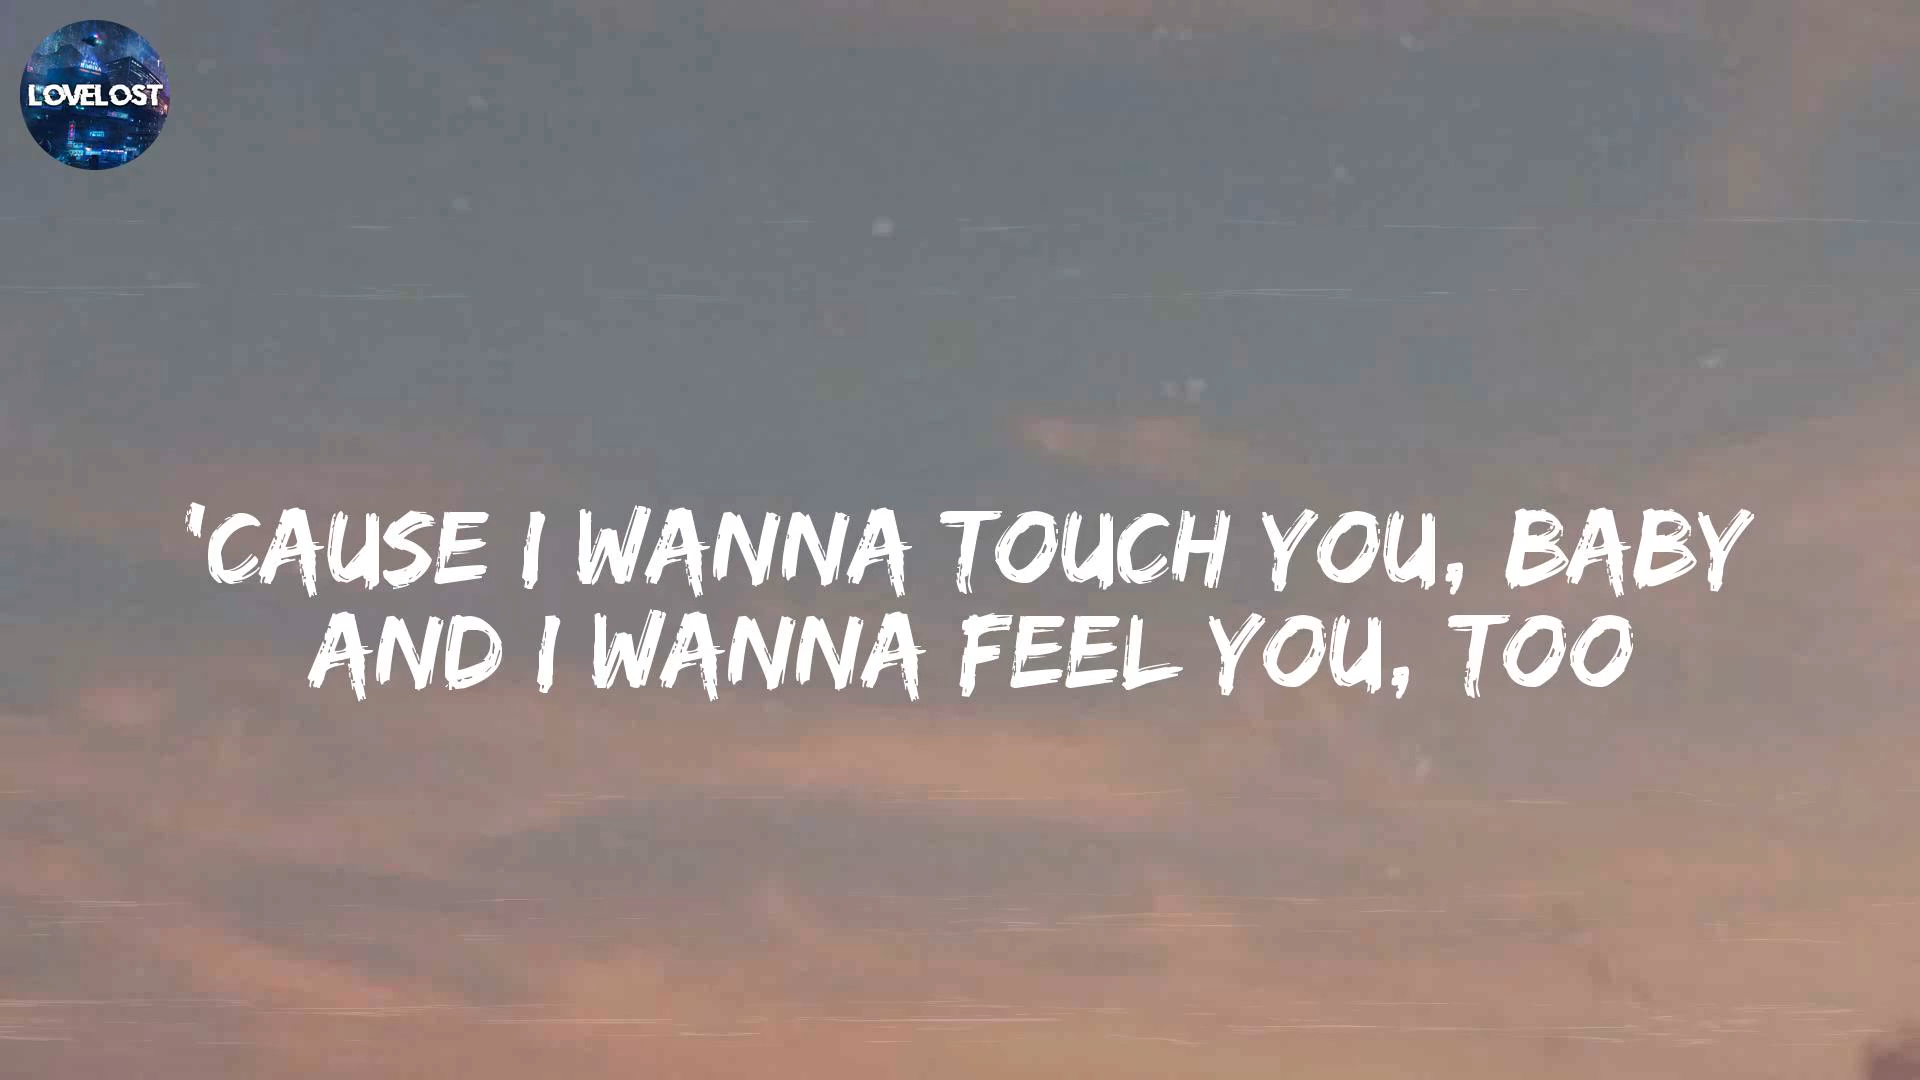 LOVELOST
'CAUSE I WANNA TOUCH YOU, BABY
AND I WANNA FEEL YOU, TOO